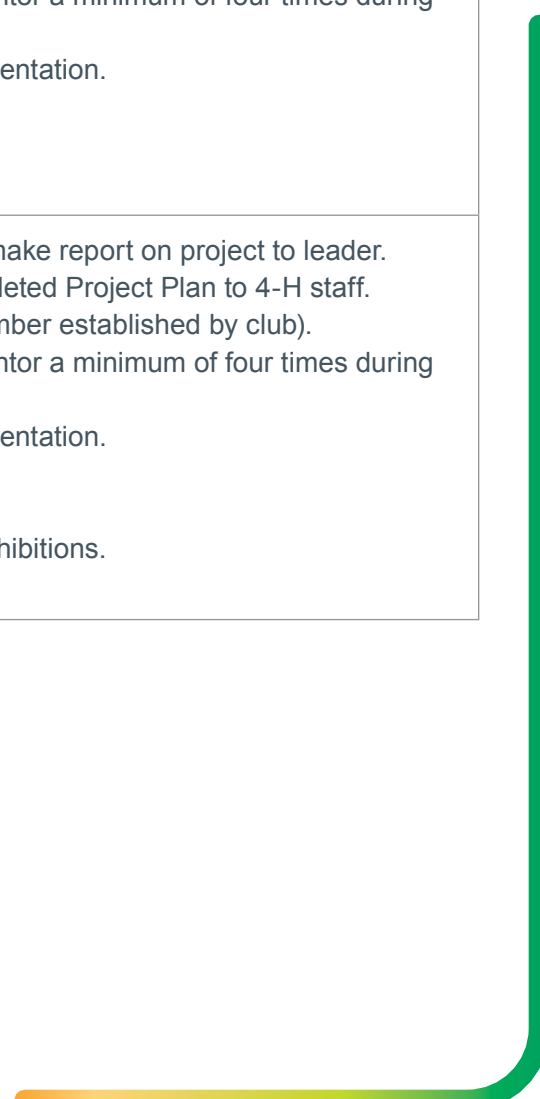 a minimum of four times during
entation.
make report on project to leader.
leted Project Plan to 4-H staff.
mber established by club).
ntor a minimum of four times during
entation.
hibitions.